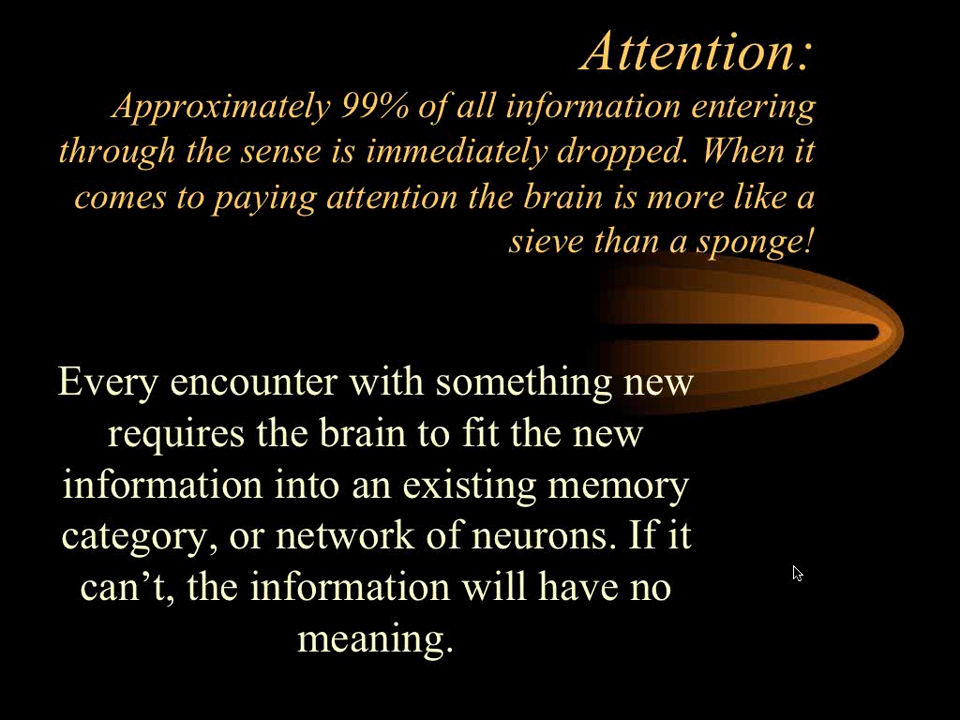 Attention:
Approximately 99% of all information entering
through the sense is immediately dropped. When it
comes to paying attention the brain is more like a
sieve than a sponge!
Every encounter with something new
requires the brain to fit the new
information into an existing memory
category, or network of neurons. If it
can’t, the information will have no
meaning.